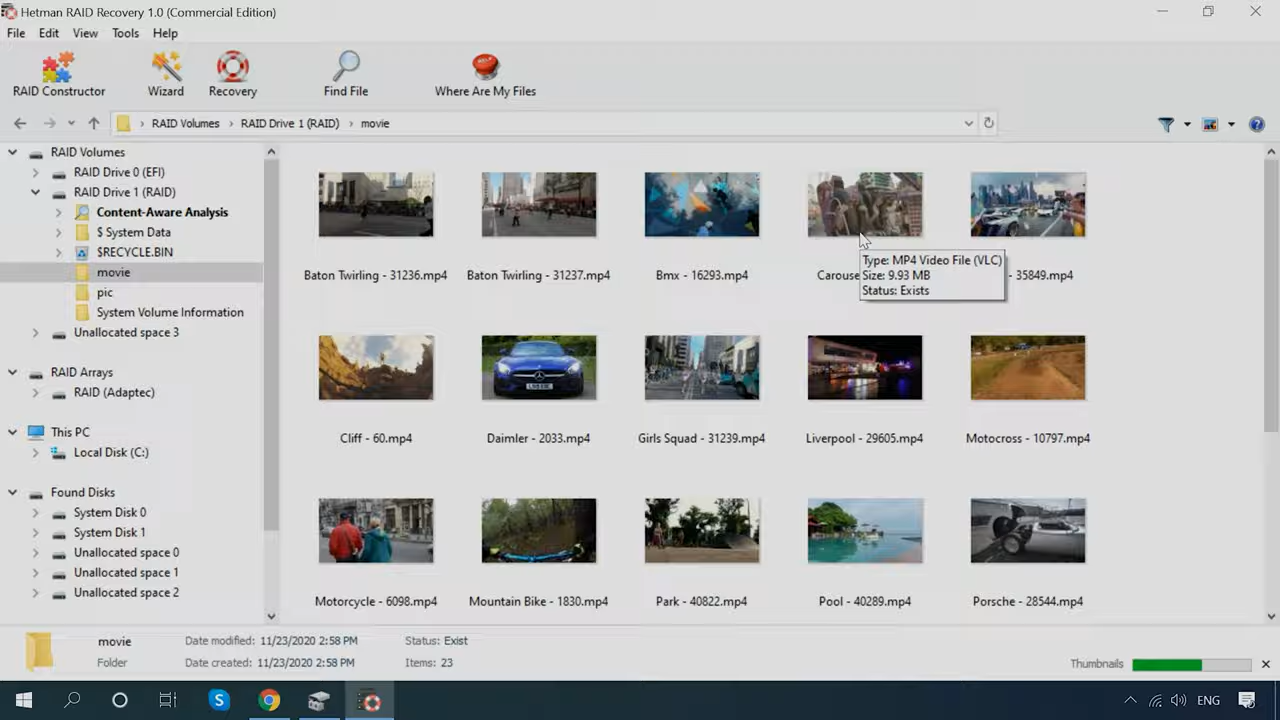 Hetman RAID Recovery 1.0 (Commercial Edition)
File Edit View Tools Help
RAID Constructor Wizard Recovery Find File Where Are My Files
RAID Volumes RAID Drive 1 (RAID) movie
RAID Volumes
RAID Drive 0 (EFI)
RAID Drive 1 (RAID)
Content-Aware Analysis
$ System Data
$RECYCLE.BIN
movie
pic
System Volume Information
Unallocated space 3
RAID Arrays
RAID (Adaptec)
This PC
Local Disk (C:)
Found Disks
System Disk 0
System Disk 1
Unallocated space 0
Unallocated space 1
Unallocated space 2
Baton Twirling - 31236.mp4 Baton Twirling - 31237.mp4 Bmx - 16293.mp4 - 35849.mp4
Type: MP4 Video File (VLC)
Size: 9.93 MB
Status: Exists
Cliff - 60.mp4 Daimler - 2033.mp4 Girls Squad - 31239.mp4 Liverpool - 29605.mp4 Motocross - 10797.mp4
Motorcycle - 6098.mp4 Mountain Bike - 1830.mp4 Park - 40822.mp4 Pool - 40289.mp4 Porsche - 28544.mp4
movie Date modified: 11/23/2020 2:58 PM Status: Exist
Folder Date created: 11/23/2020 2:58 PM Items: 23
Thumbnails
ENG